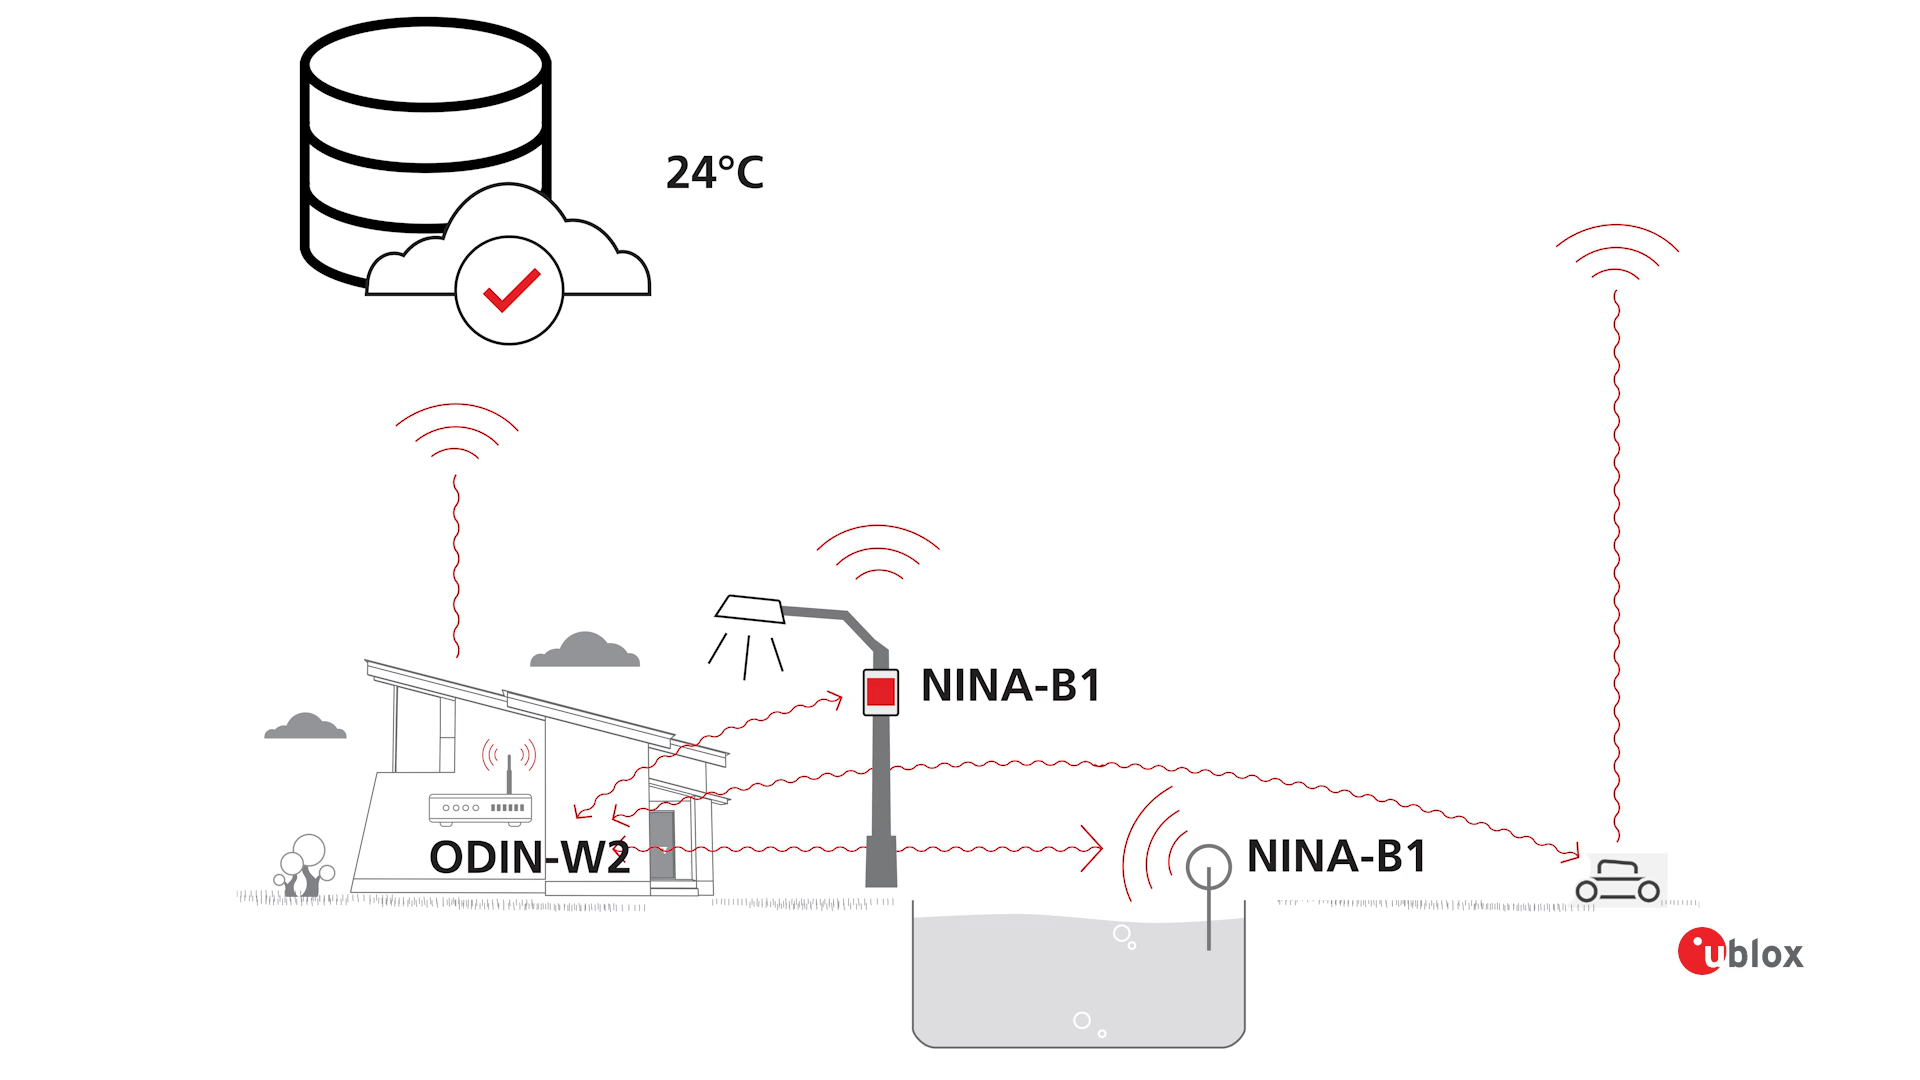 24°C
NINA-B1
ODIN-W2
NINA-B1
ublox